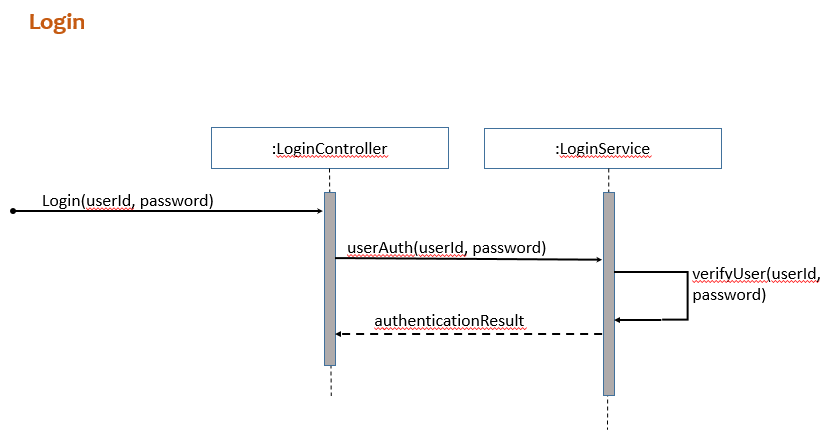 Login
:LoginController
:LoginService
Login(userId, password)
userAuth(userId, password)
verifyUser(userId,
password)
authenticationResult